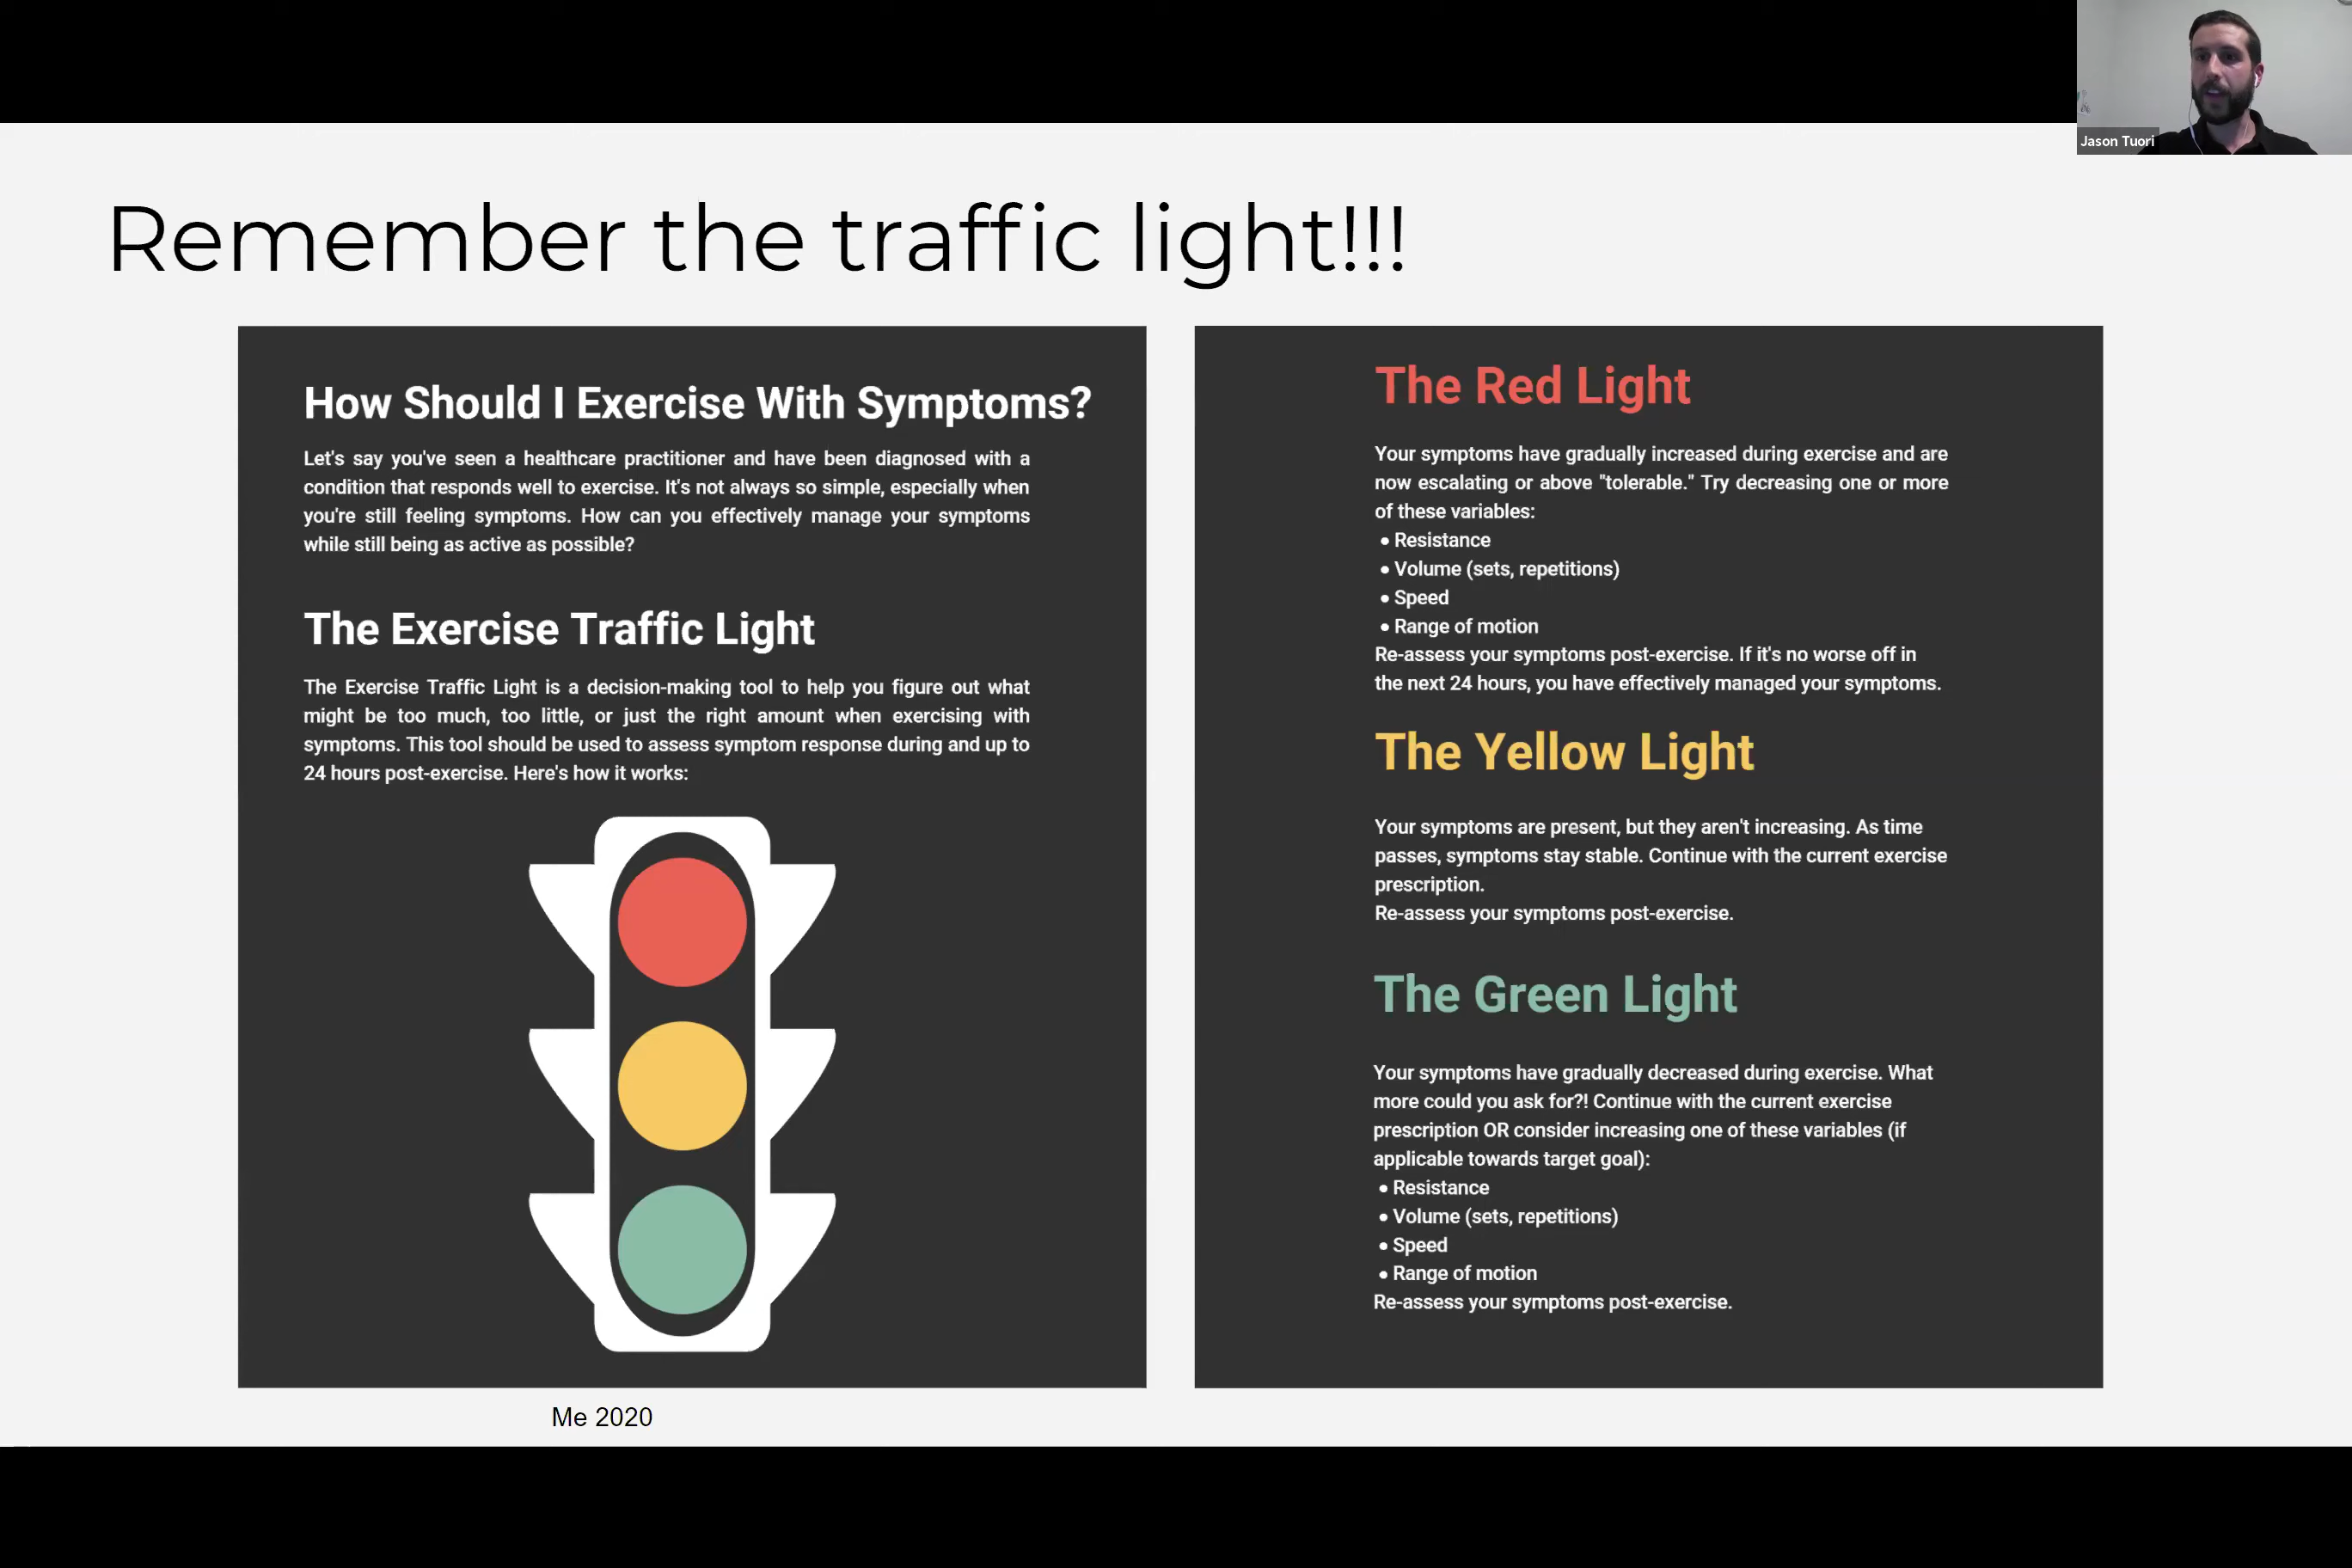 Jason Tuori
Remember the traffic light!!!
How Should I Exercise With Symptoms?
Let's say you've seen a healthcare practitioner and have been diagnosed with a
condition that responds well to exercise. It's not always so simple, especially when
you're still feeling symptoms. How can you effectively manage your symptoms
while still being as active as possible?
The Exercise Traffic Light
The Exercise Traffic Light is a decision-making tool to help you figure out what
might be too much, too little, or just the right amount when exercising with
symptoms. This tool should be used to assess symptom response during and up to
24 hours post-exercise. Here's how it works:
Me 2020
The Red Light
Your symptoms have gradually increased during exercise and are
now escalating or above "tolerable." Try decreasing one or more
of these variables:
• Resistance
• Volume (sets, repetitions)
• Speed
• Range of motion
Re-assess your symptoms post-exercise. If it's no worse off in
the next 24 hours, you have effectively managed your symptoms.
The Yellow Light
Your symptoms are present, but they aren't increasing. As time
passes, symptoms stay stable. Continue with the current exercise
prescription.
Re-assess your symptoms post-exercise.
The Green Light
Your symptoms have gradually decreased during exercise. What
more could you ask for?! Continue with the current exercise
prescription OR consider increasing one of these variables (if
applicable towards target goal):
• Resistance
• Volume (sets, repetitions)
• Speed
• Range of motion
Re-assess your symptoms post-exercise.